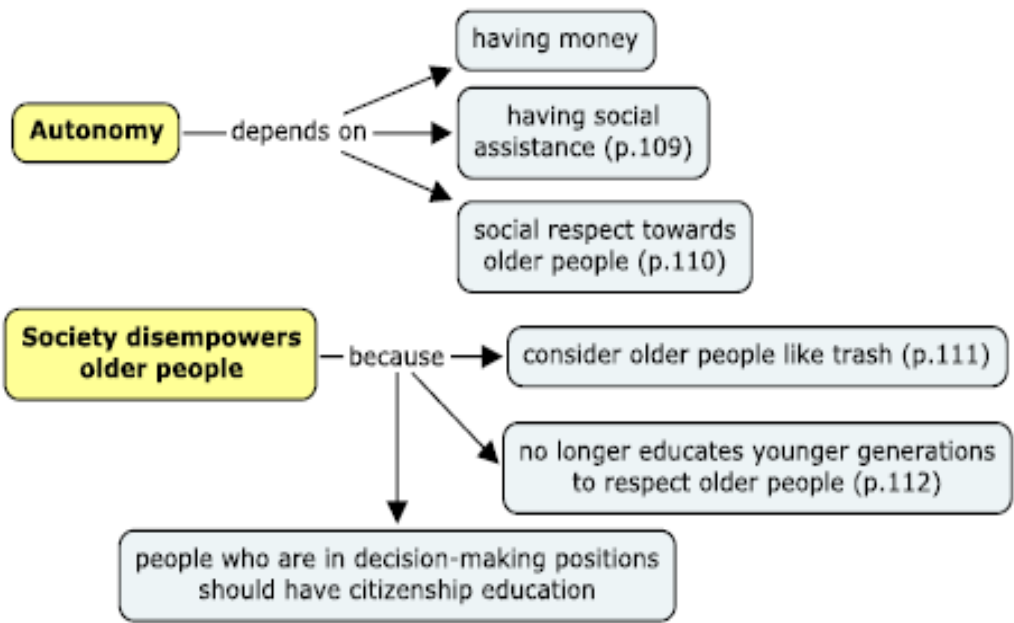 having money
Autonomy
depends on
having social
assistance (p.109)
social respect towards
older people (p.110)
Society disempowers
older people
because
consider older people like trash (p.111)
no longer educates younger generations
to respect older people (p.112)
people who are in decision-making positions
should have citizenship education